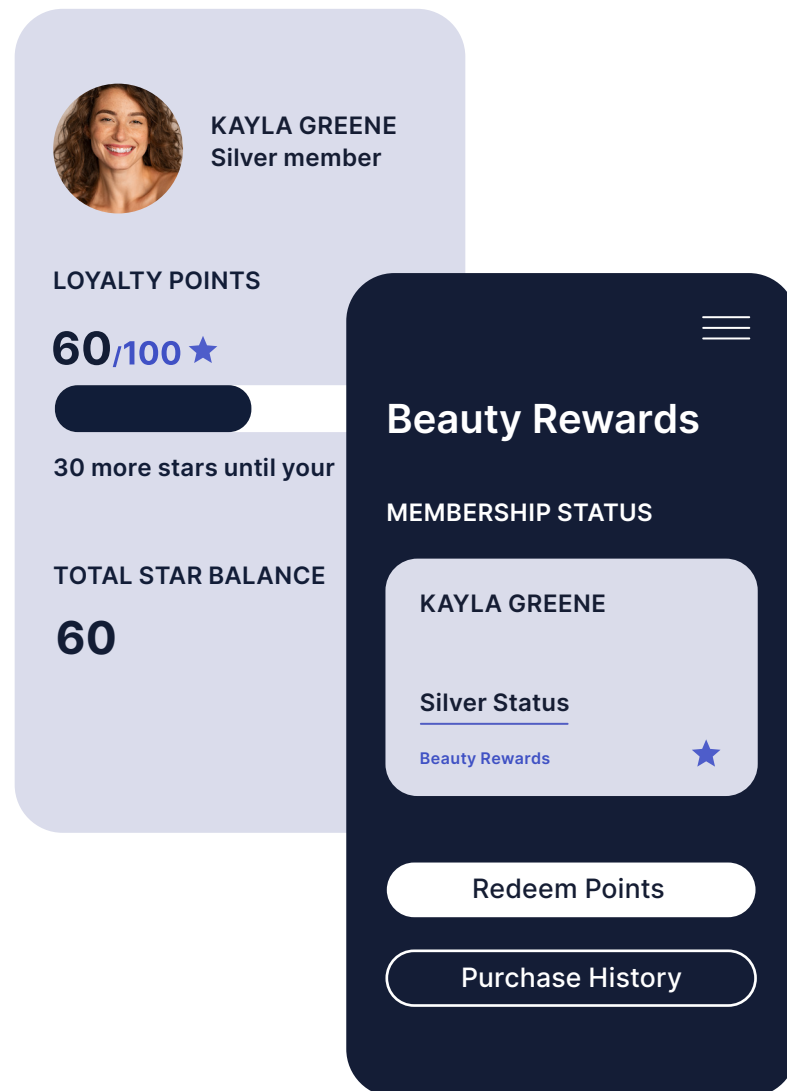 KAYLA GREENE
Silver member
LOYALTY POINTS
60/100
30 more stars until your
TOTAL STAR BALANCE
60
Beauty Rewards
MEMBERSHIP STATUS
KAYLA GREENE
Silver Status
Beauty Rewards
Redeem Points
Purchase History